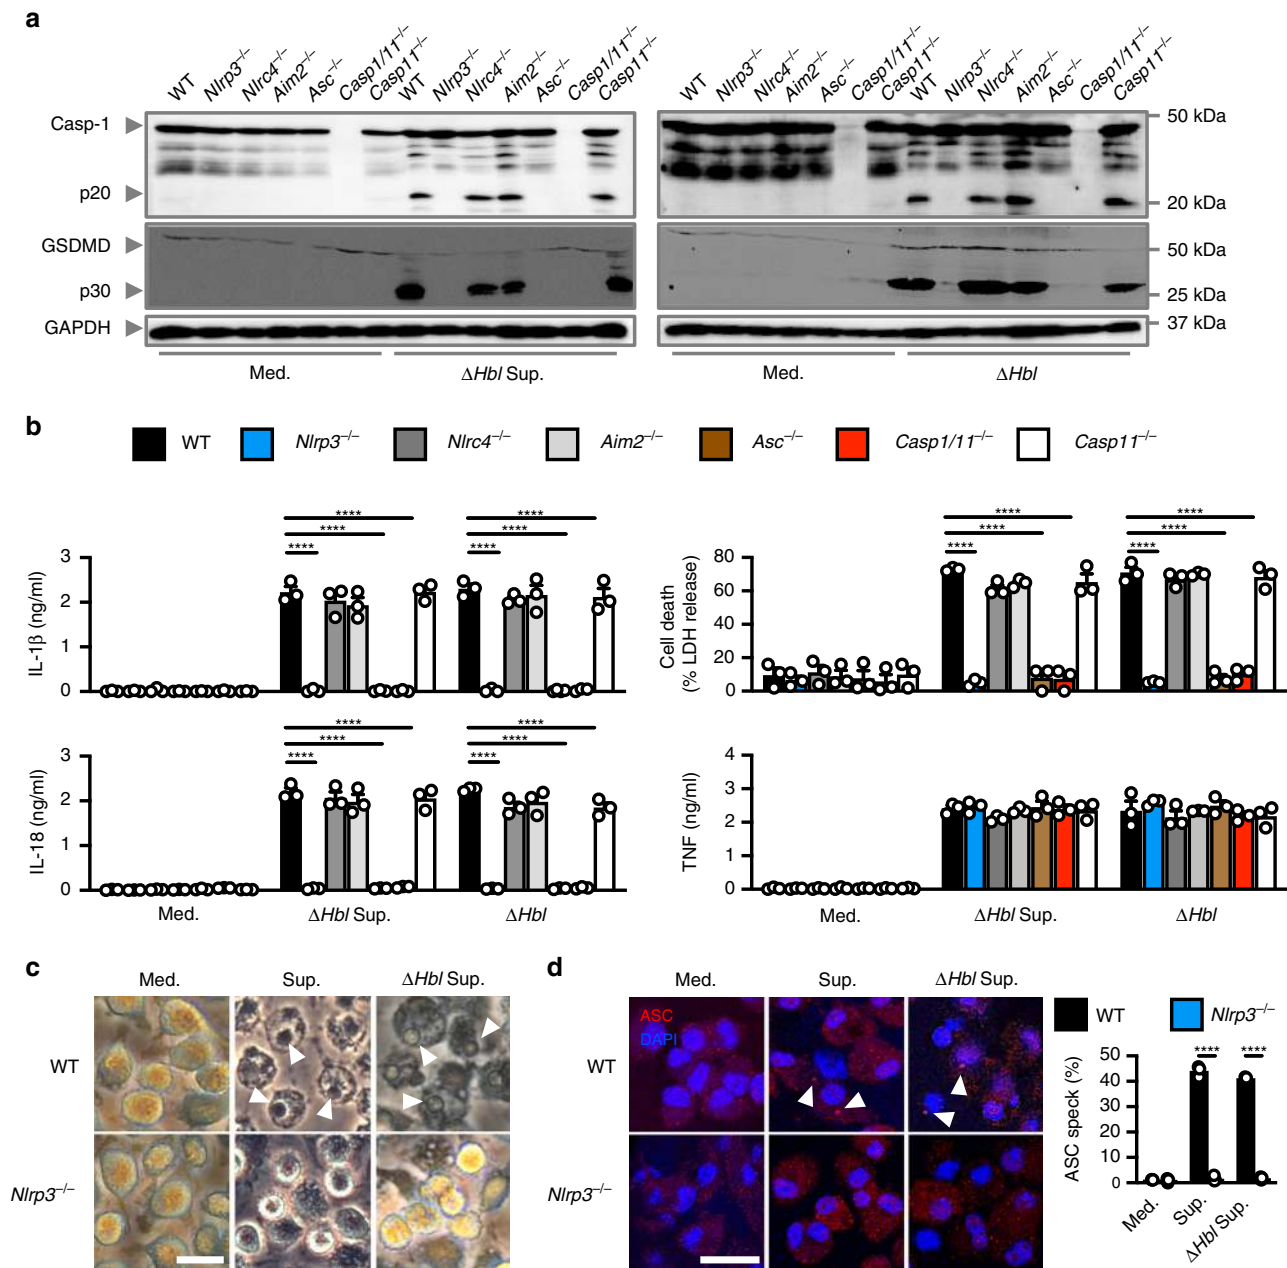 a
WT Nlrp3–/– Nlrc4–/– Aim2–/– Asc–/– Casp1/11–/– Casp11–/– WT Nlrp3–/– Nlrc4–/– Aim2–/– Asc–/– Casp1/11–/– Casp11–/– WT Nlrp3–/– Nlrc4–/– Aim2–/– Asc–/– Casp1/11–/– Casp11–/– WT Nlrp3–/– Nlrc4–/– Aim2–/– Asc–/– Casp1/11–/– Casp11–/–
Casp-1 50 kDa
p20 20 kDa
GSDMD 50 kDa
p30 25 kDa
GAPDH 37 kDa
Med. ΔHbl Sup. Med. ΔHbl
b
WT Nlrp3–/– Nlrc4–/– Aim2–/– Asc–/– Casp1/11–/– Casp11–/–
IL-1β (ng/ml)
3
2
1
0
**** **** ****
**** **** ****
Cell death
(% LDH release)
80
60
40
20
0
**** **** ****
**** **** ****
IL-18 (ng/ml)
3
2
1
0
**** **** ****
**** **** ****
Med. ΔHbl Sup. ΔHbl
TNF (ng/ml)
4
3
2
1
0
Med. ΔHbl Sup. ΔHbl
c
Med. Sup. ΔHbl Sup.
WT
Nlrp3–/–
d
Med. Sup. ΔHbl Sup.
ASC
DAPI
WT
Nlrp3–/–
WT Nlrp3–/–
ASC speck (%)
50
40
30
20
10
0
**** ****
Med. Sup. ΔHbl Sup.